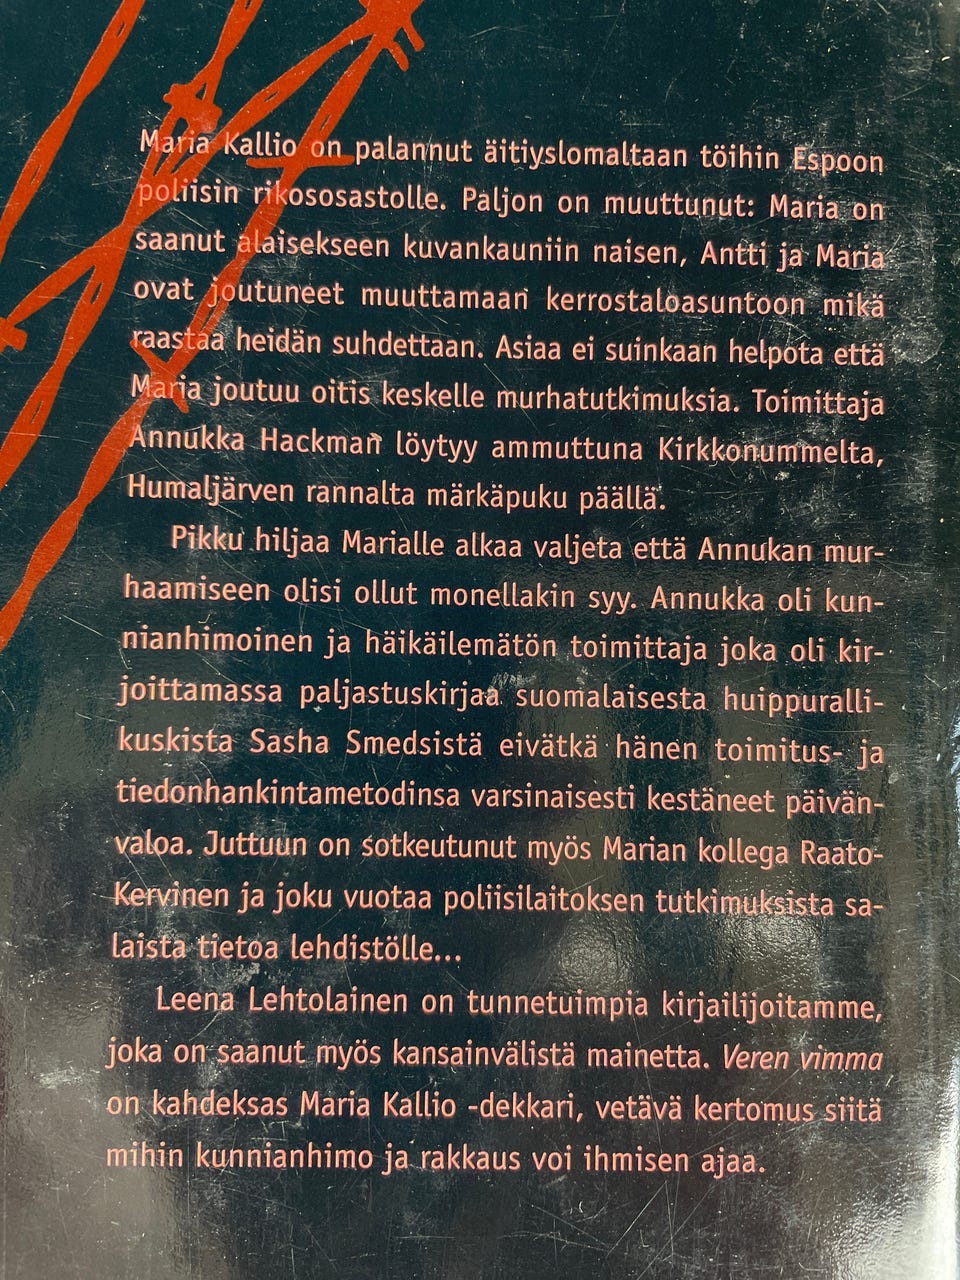 Maria Kallio on palannut äitiyslomaltaan töihin Espoon
poliisin rikososastolle. Paljon on muuttunut: Maria on
saanut alaisekseen kuvankauniin naisen, Antti ja Maria
ovat joutuneet muuttamaan kerrostaloasuntoon mikä
raastaa heidän suhdettaan. Asiaa ei suinkaan helpota että
Maria joutuu oitis keskelle murhatutkimuksia. Toimittaja
Annukka Hackman löytyy ammuttuna Kirkkonummelta,
Humaljärven rannalta märkäpuku päällä.
Pikku hiljaa Marialle alkaa valjeta että Annukan mur-
haamiseen olisi ollut monellakin syy. Annukka oli kun-
nianhimoinen ja häikäilemätön toimittaja joka oli kir-
joittamassa paljastuskirjaa suomalaisesta huippuralli-
kuskista Sasha Smedsistä eivätkä hänen toimitus- ja
tiedonhankintametodinsa varsinaisesti kestäneet päivän-
valoa. Juttuun on sotkeutunut myös Marian kollega Raato-
Kervinen ja joku vuotaa poliisilaitoksen tutkimuksista sa-
laista tietoa lehdistölle...
Leena Lehtolainen on tunnetuimpia kirjailijoitamme,
joka on saanut myös kansainvälistä mainetta. Veren vimma
on kahdeksas Maria Kallio -dekkari, vetävä kertomus siitä
mihin kunnianhimo ja rakkaus voi ihmisen ajaa.